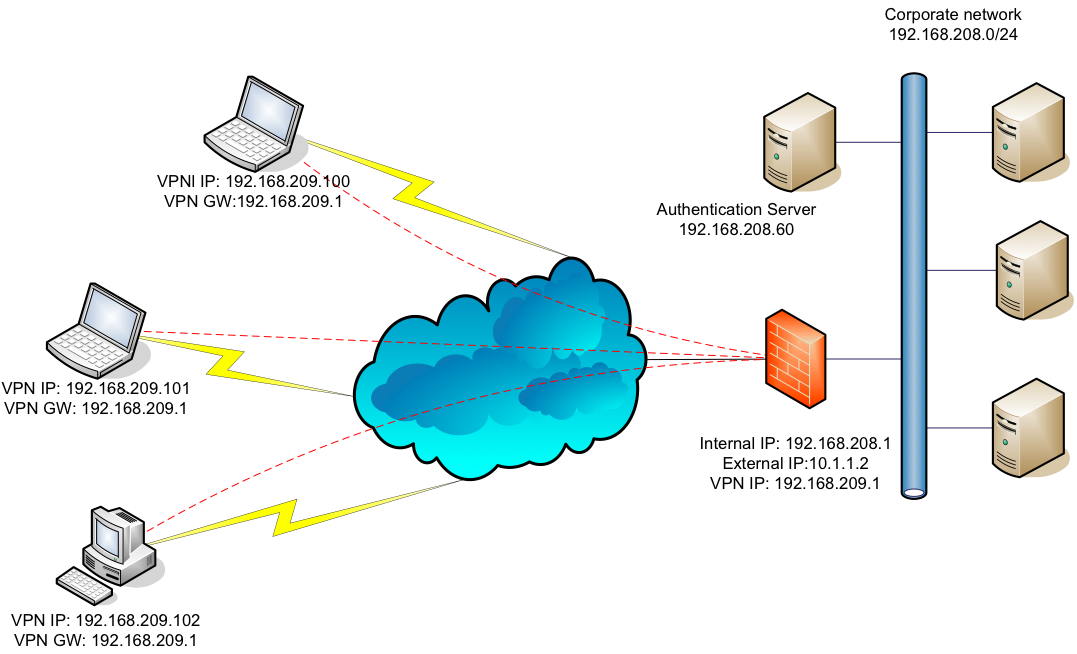 Corporate network
192.168.208.0/24
VPNI IP: 192.168.209.100
VPN GW:192.168.209.1
Authentication Server
192.168.208.60
VPN IP: 192.168.209.101
VPN GW: 192.168.209.1
Internal IP: 192.168.208.1
External IP:10.1.1.2
VPN IP: 192.168.209.1
VPN IP: 192.168.209.102
VPN GW: 192.168.209.1